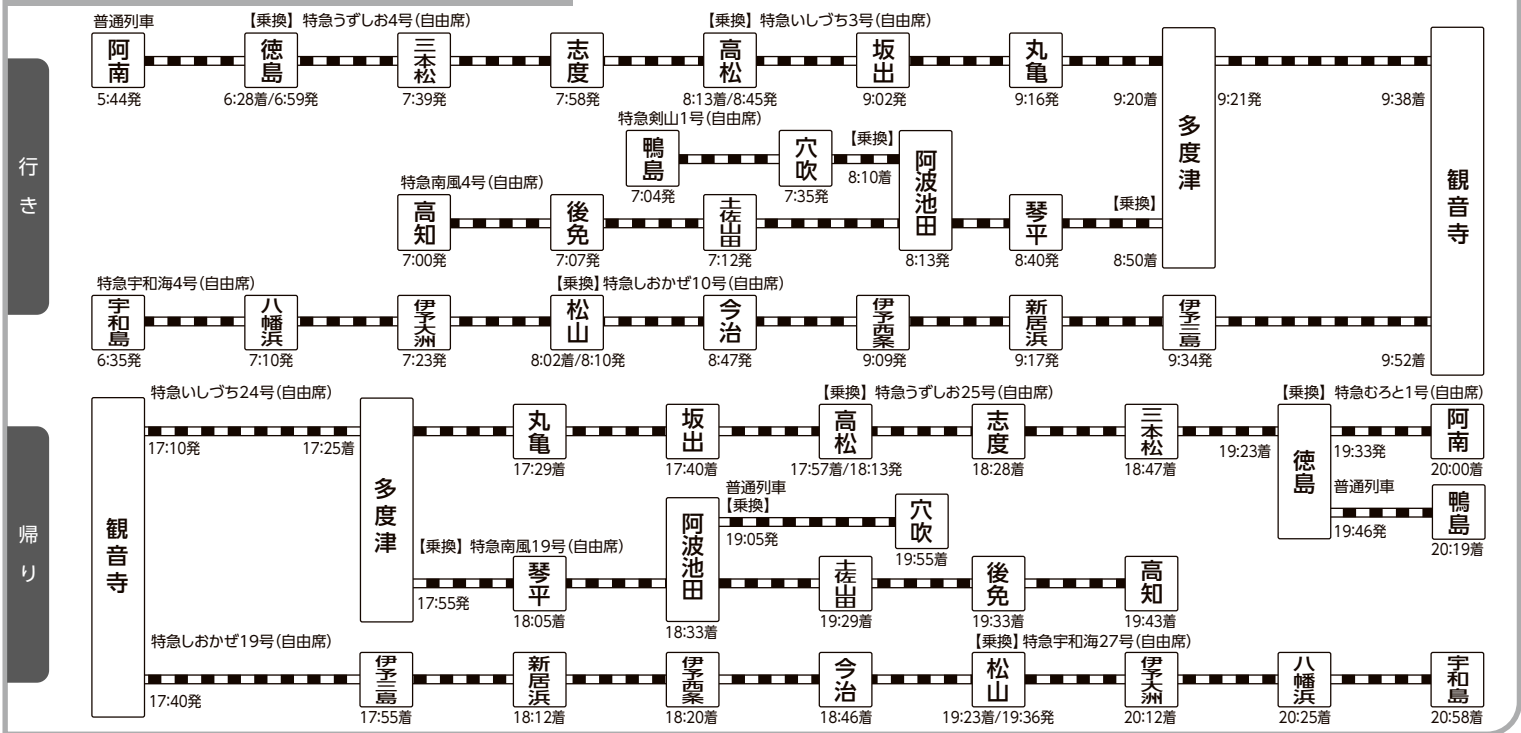 行き
普通列車 【乗換】特急うずしお4号(自由席) 【乗換】特急いしづち3号(自由席)
阿南 徳島 三本松 志度 高松 坂出 丸亀 多度津 観音寺
5:44発 6:28着/6:59発 7:39発 7:58発 8:13着/8:45発 9:02発 9:16発 9:20着 9:21発 9:38着
特急剣山1号(自由席) 【乗換】
鴨島 穴吹 阿波池田
7:04発 7:35発 8:10着
特急南風4号(自由席) 【乗換】
高知 後免 土佐山田 琴平
7:00発 7:07発 7:12発 8:13発 8:40発 8:50着
特急宇和海4号(自由席) 【乗換】特急しおかぜ10号(自由席)
宇和島 八幡浜 伊予大洲 松山 今治 伊予西条 新居浜 伊予三島
6:35発 7:10発 7:23発 8:02着/8:10発 8:47発 9:09発 9:17発 9:34発 9:52着
帰り
特急いしづち24号(自由席) 【乗換】特急うずしお25号(自由席) 【乗換】特急むろと1号(自由席)
観音寺 多度津 丸亀 坂出 高松 志度 三本松 徳島 阿南
17:10発 17:25着 17:29着 17:40着 17:57着/18:13発 18:28着 18:47着 19:23着 19:33発 20:00着
普通列車
【乗換】
阿波池田 穴吹
19:05発 19:55着
普通列車
鴨島
19:46発 20:19着
【乗換】特急南風19号(自由席)
琴平 土佐山田 後免 高知
17:55発 18:05着 18:33着 19:29着 19:33着 19:43着
特急しおかぜ19号(自由席) 【乗換】特急宇和海27号(自由席)
伊予三島 新居浜 伊予西条 今治 松山 伊予大洲 八幡浜 宇和島
17:40発 17:55着 18:12着 18:20着 18:46着 19:23着/19:36発 20:12着 20:25着 20:58着